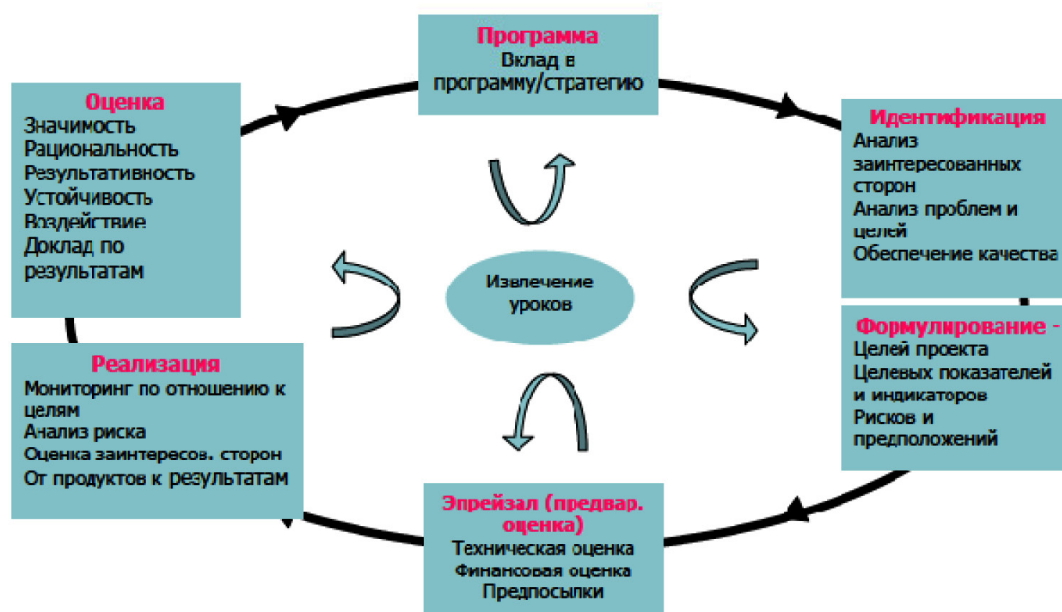 Программа
Вклад в
программу/стратегию
Оценка
Значимость
Рациональность
Результативность
Устойчивость
Воздействие
Доклад по
результатам
Идентификация
Анализ
заинтересованных
сторон
Анализ проблем и
целей
Обеспечение качества
Извлечение
уроков
Формулирование -
Целей проекта
Целевых показателей
и индикаторов
Рисков и
предположений
Реализация
Мониторинг по отношению к
целям
Анализ риска
Оценка заинтересов. сторон
От продуктов к результатам
Эпрейзал (предвар.
оценка)
Техническая оценка
Финансовая оценка
Предпосылки